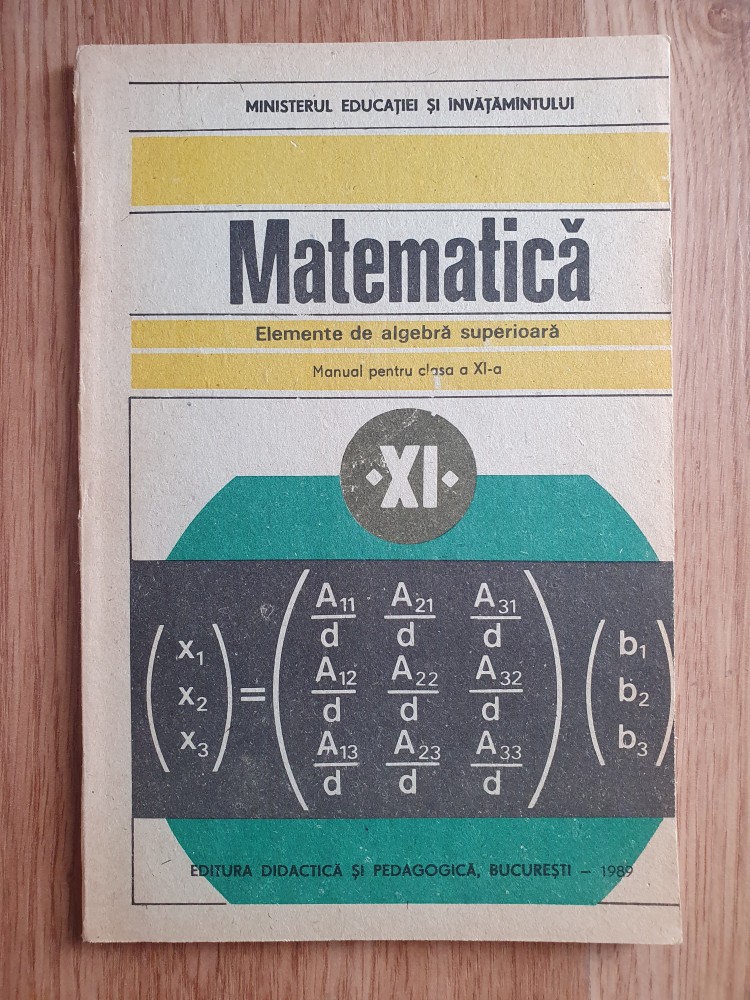 MINISTERUL EDUCAȚIEI ȘI ÎNVĂȚĂMÎNTULUI
Matematică
Elemente de algebră superioară
Manual pentru clasa a XI-a
·XI·
(x₁ x₂ x₃) = (A₁₁/d A₂₁/d A₃₁/d
A₁₂/d A₂₂/d A₃₂/d
A₁₃/d A₂₃/d A₃₃/d) (b₁ b₂ b₃)
EDITURA DIDACTICĂ ȘI PEDAGOGICĂ, BUCUREȘTI – 1989